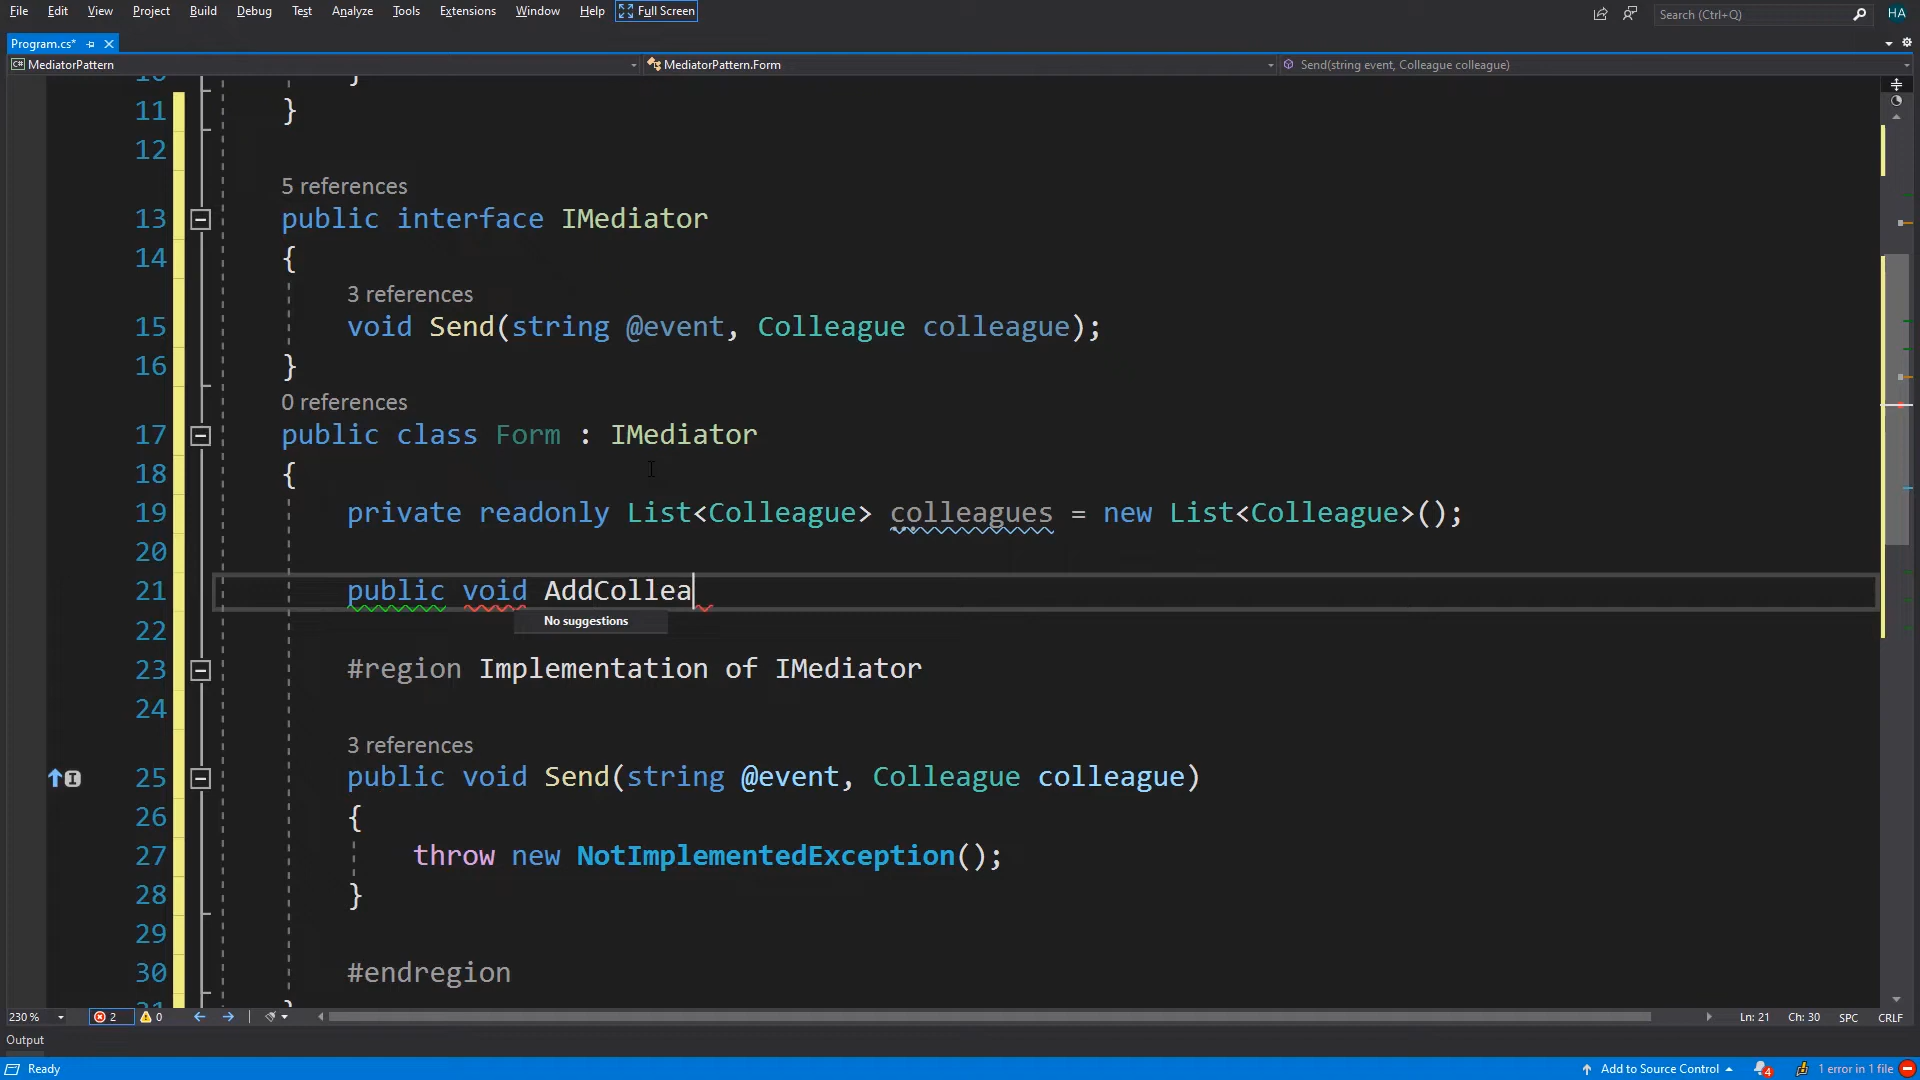 File Edit View Project Build Debug Test Analyze Tools Extensions Window Help Full Screen Search (Ctrl+Q) HA
Program.cs*
C# MediatorPattern MediatorPattern.Form Send(string event, Colleague colleague)
10 }
11 }
12
5 references
13 public interface IMediator
14 {
3 references
15 void Send(string @event, Colleague colleague);
16 }
0 references
17 public class Form : IMediator
18 {
19 private readonly List<Colleague> colleagues = new List<Colleague>();
20
21 public void AddCollea
No suggestions
22
23 #region Implementation of IMediator
24
3 references
25 public void Send(string @event, Colleague colleague)
26 {
27 throw new NotImplementedException();
28 }
29
30 #endregion
31 }
230 % 2 0 Ln: 21 Ch: 30 SPC CRLF
Output
Ready Add to Source Control 4 1 error in 1 file